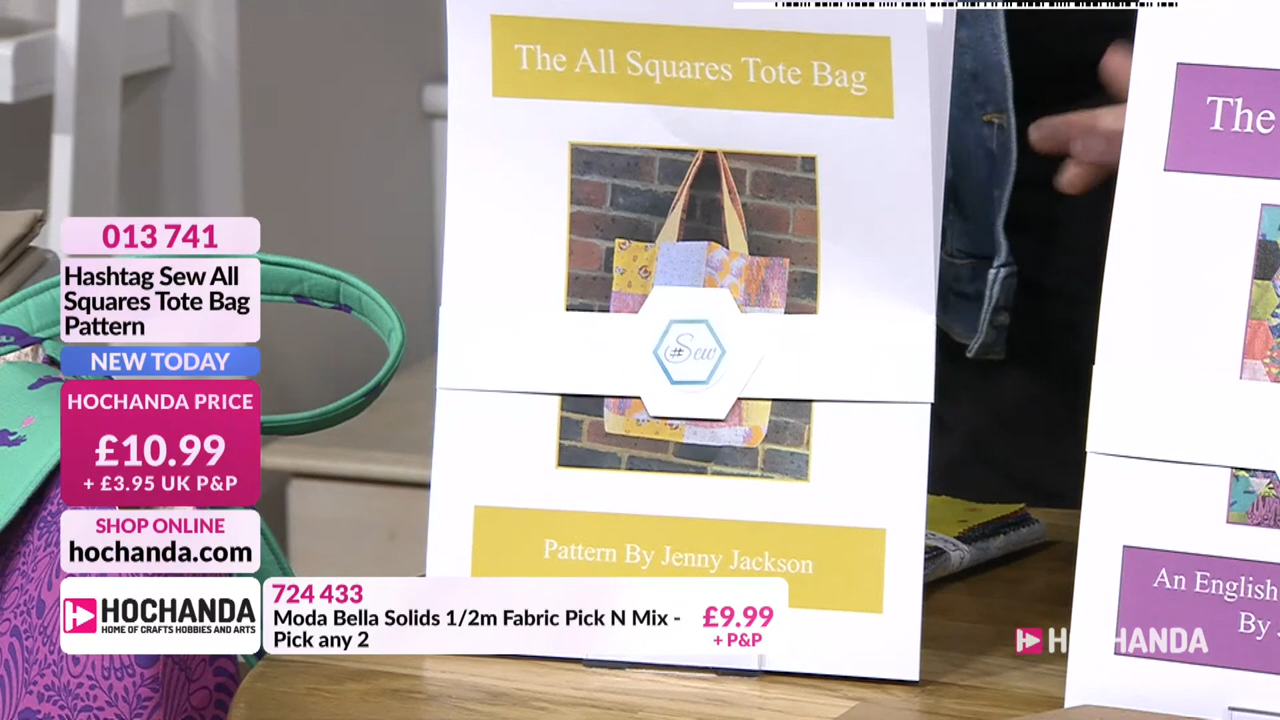 The All Squares Tote Bag
#Sew
Pattern By Jenny Jackson
The
An English
By
013 741
Hashtag Sew All
Squares Tote Bag
Pattern
NEW TODAY
HOCHANDA PRICE
£10.99
+ £3.95 UK P&P
SHOP ONLINE
hochanda.com
HOCHANDA
HOME OF CRAFTS HOBBIES AND ARTS
724 433
Moda Bella Solids 1/2m Fabric Pick N Mix -
Pick any 2
£9.99
+ P&P
HOCHANDA